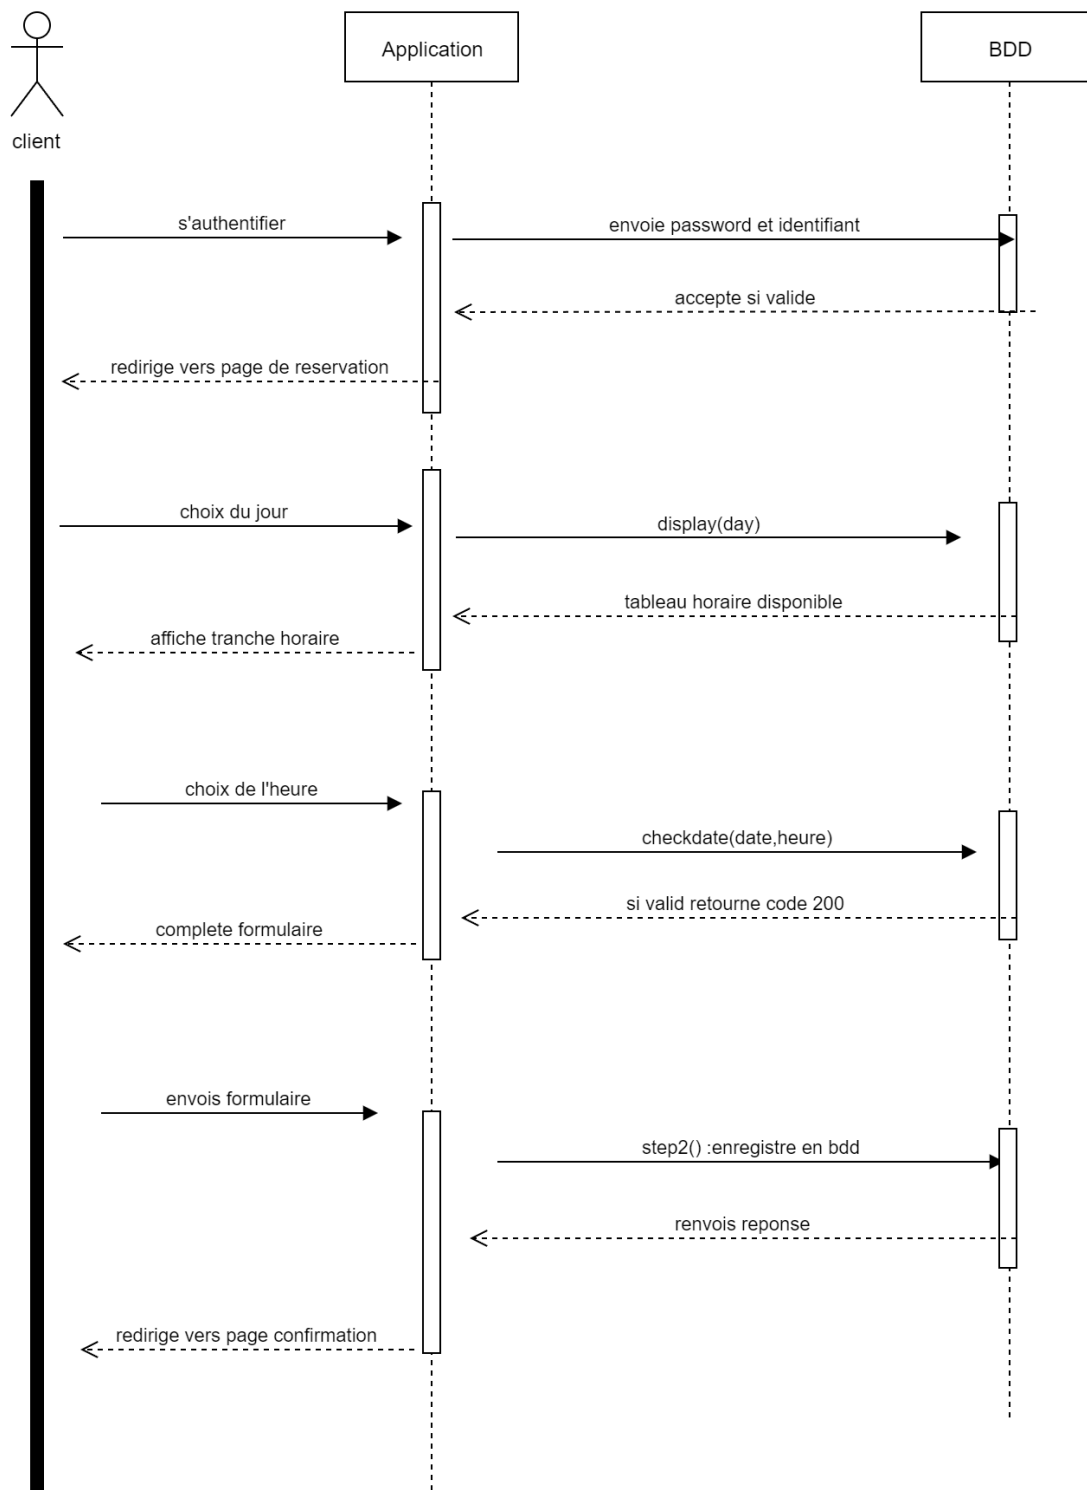 Application
BDD
client
s'authentifier
envoie password et identifiant
accepte si valide
redirige vers page de reservation
choix du jour
display(day)
tableau horaire disponible
affiche tranche horaire
choix de l'heure
checkdate(date,heure)
si valid retourne code 200
complete formulaire
envois formulaire
step2() :enregistre en bdd
renvois reponse
redirige vers page confirmation